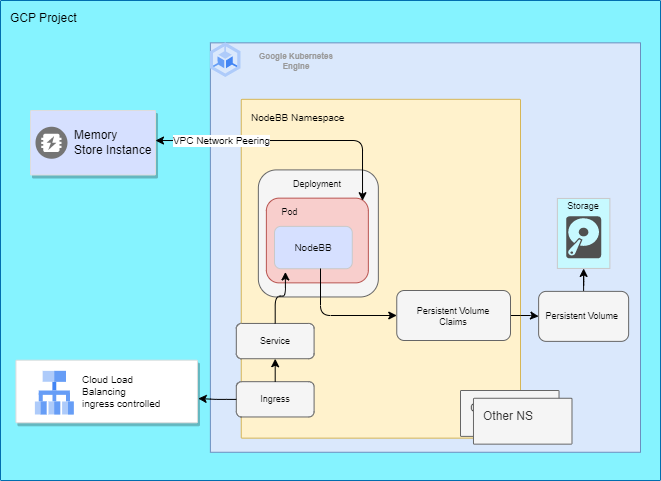 GCP Project
Google Kubernetes
Engine
NodeBB Namespace
Memory
Store Instance
VPC Network Peering
Deployment
Pod
NodeBB
Storage
Persistent Volume
Claims
Persistent Volume
Service
Cloud Load
Balancing
ingress controlled
Ingress
Other NS